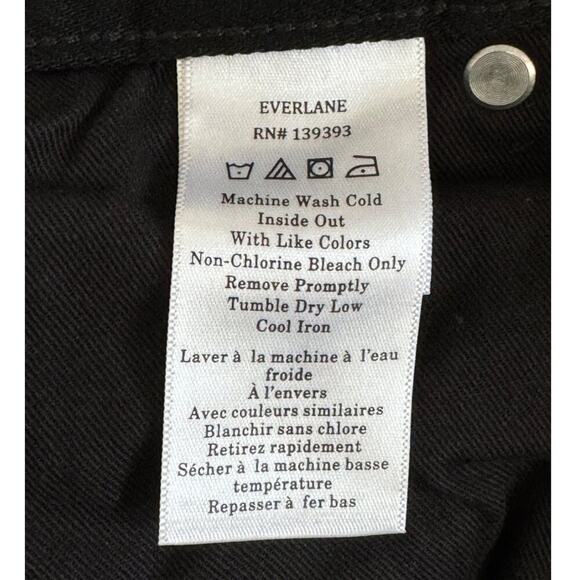 EVERLANE
RN# 139393
Machine Wash Cold
Inside Out
With Like Colors
Non-Chlorine Bleach Only
Remove Promptly
Tumble Dry Low
Cool Iron
Laver à la machine à l'eau
froide
À l'envers
Avec couleurs similaires
Blanchir sans chlore
Retirez rapidement
Sécher à la machine basse
température
Repasser à fer bas